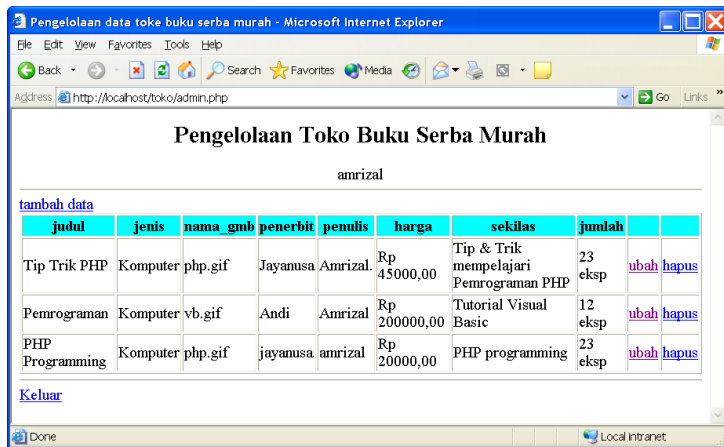 Pengelolaan data toke buku serba murah - Microsoft Internet Explorer
File Edit View Favorites Tools Help
Back Search Favorites Media
Address http://localhost/toko/admin.php Go Links »
Pengelolaan Toko Buku Serba Murah
amrizal
tambah data
judul jenis nama_gmb penerbit penulis harga sekilas jumlah
Tip Trik PHP Komputer php.gif Jayanusa Amrizal. Rp 45000,00 Tip & Trik mempelajari Pemrograman PHP 23 eksp ubah hapus
Pemrograman Komputer vb.gif Andi Amrizal Rp 200000,00 Tutorial Visual Basic 12 eksp ubah hapus
PHP Programming Komputer php.gif jayanusa amrizal Rp 20000,00 PHP programming 23 eksp ubah hapus
Keluar
Done Local intranet